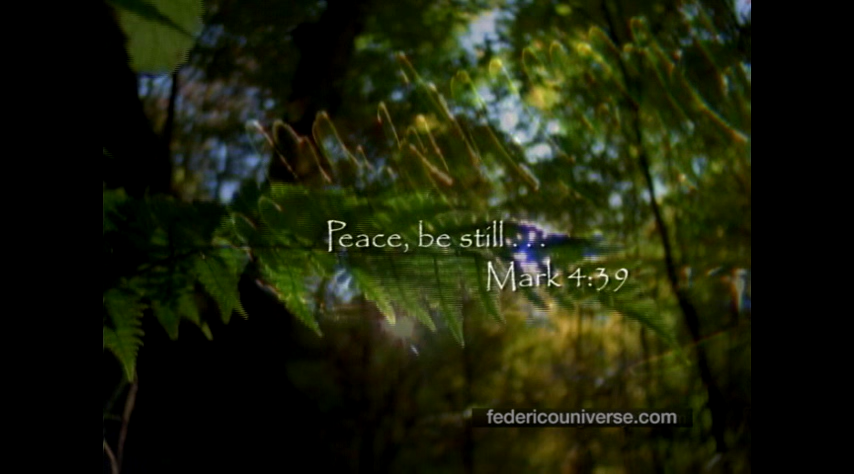 Peace, be still . . .
Mark 4:39
federicouniverse.com